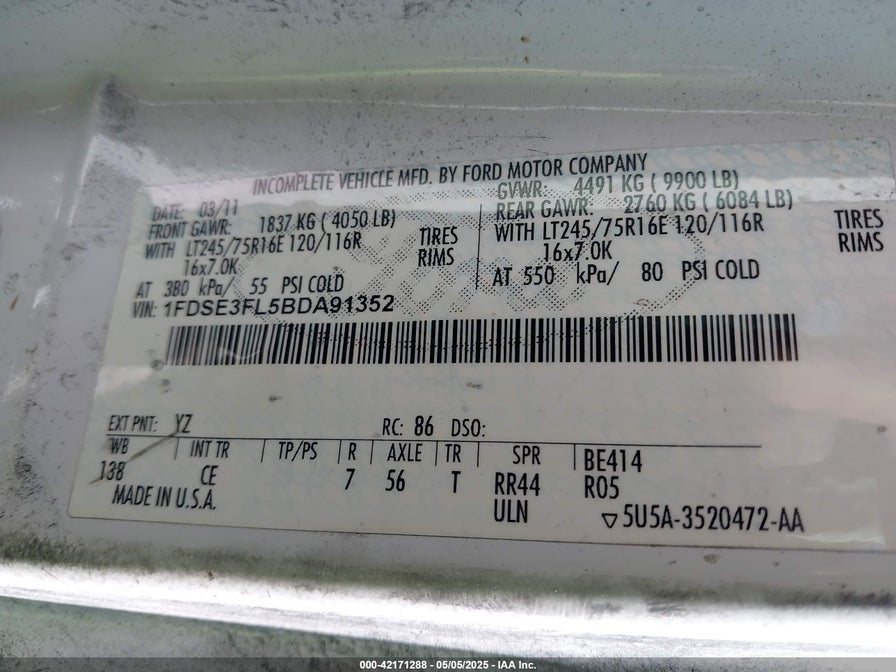 INCOMPLETE VEHICLE MFD. BY FORD MOTOR COMPANY
DATE: 03/11
GVWR: 4491 KG ( 9900 LB)
FRONT GAWR: 1837 KG ( 4050 LB)
REAR GAWR: 2760 KG ( 6084 LB)
WITH LT245/75R16E 120/116R TIRES
WITH LT245/75R16E 120/116R TIRES
16x7.0K RIMS
16x7.0K RIMS
AT 380 kPa/ 55 PSI COLD
AT 550 kPa/ 80 PSI COLD
VIN: 1FDSE3FL5BDA91352
EXT PNT: YZ RC: 86 DSO:
WB INT TR TP/PS R AXLE TR SPR BE414
138 CE 7 56 T RR44 R05
MADE IN U.S.A. ULN 5U5A-3520472-AA
000-42171288 - 05/05/2025 - IAA Inc.